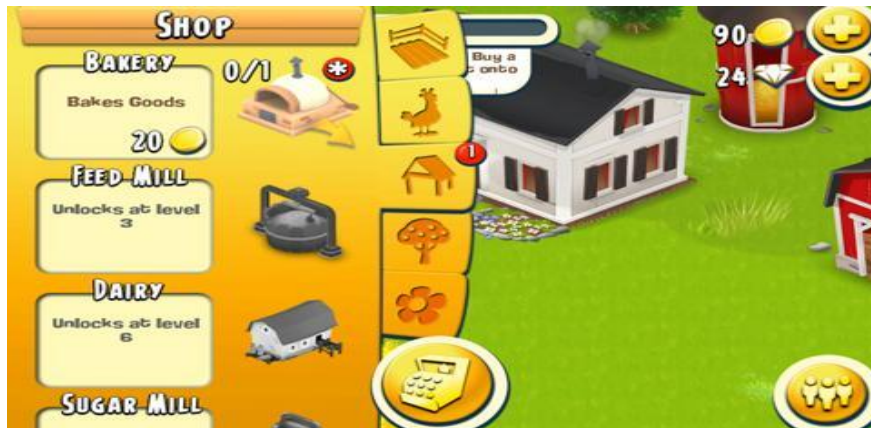 SHOP
BAKERY
0/1
Bakes Goods
20
FEED MILL
Unlocks at level
3
DAIRY
Unlocks at level
6
SUGAR MILL
Buy a
t onto
1
90
24